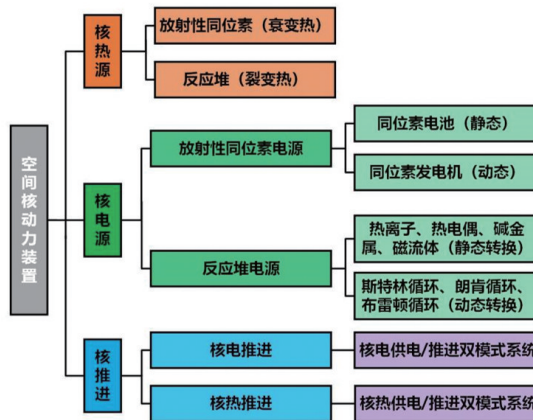 空间核动力装置
核热源
放射性同位素（衰变热）
反应堆（裂变热）
核电源
放射性同位素电源
同位素电池（静态）
同位素发电机（动态）
反应堆电源
热离子、热电偶、碱金
属、磁流体（静态转换）
斯特林循环、朗肯循环、
布雷顿循环（动态转换）
核推进
核电推进
核电供电/推进双模式系统
核热推进
核热供电/推进双模式系统